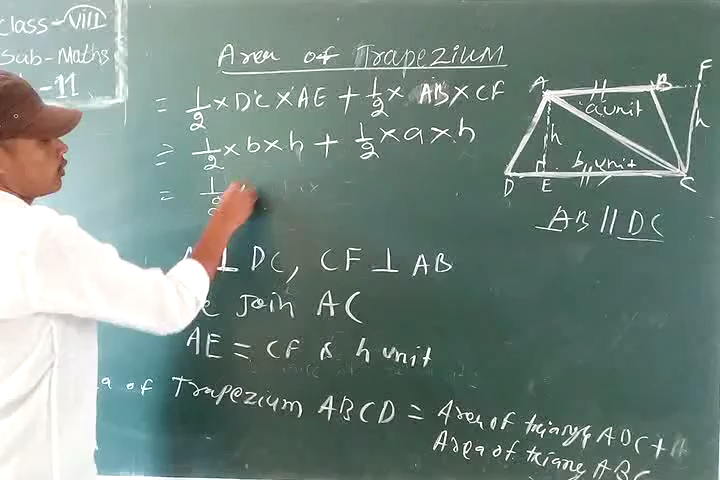 Class-VIII
Sub-Maths
11
Area of Trapezium
= 1/2 × DC × AE + 1/2 × AB × CF
= 1/2 × b × h + 1/2 × a × h
= 1/2
⊥ DC, CF ⊥ AB
Join AC
AE = CF & h unit
of Trapezium ABCD = Area of triangle ADC +
Area of triang ABC
A
B
F
a unit
h
h
b unit
D
E
C
AB || DC